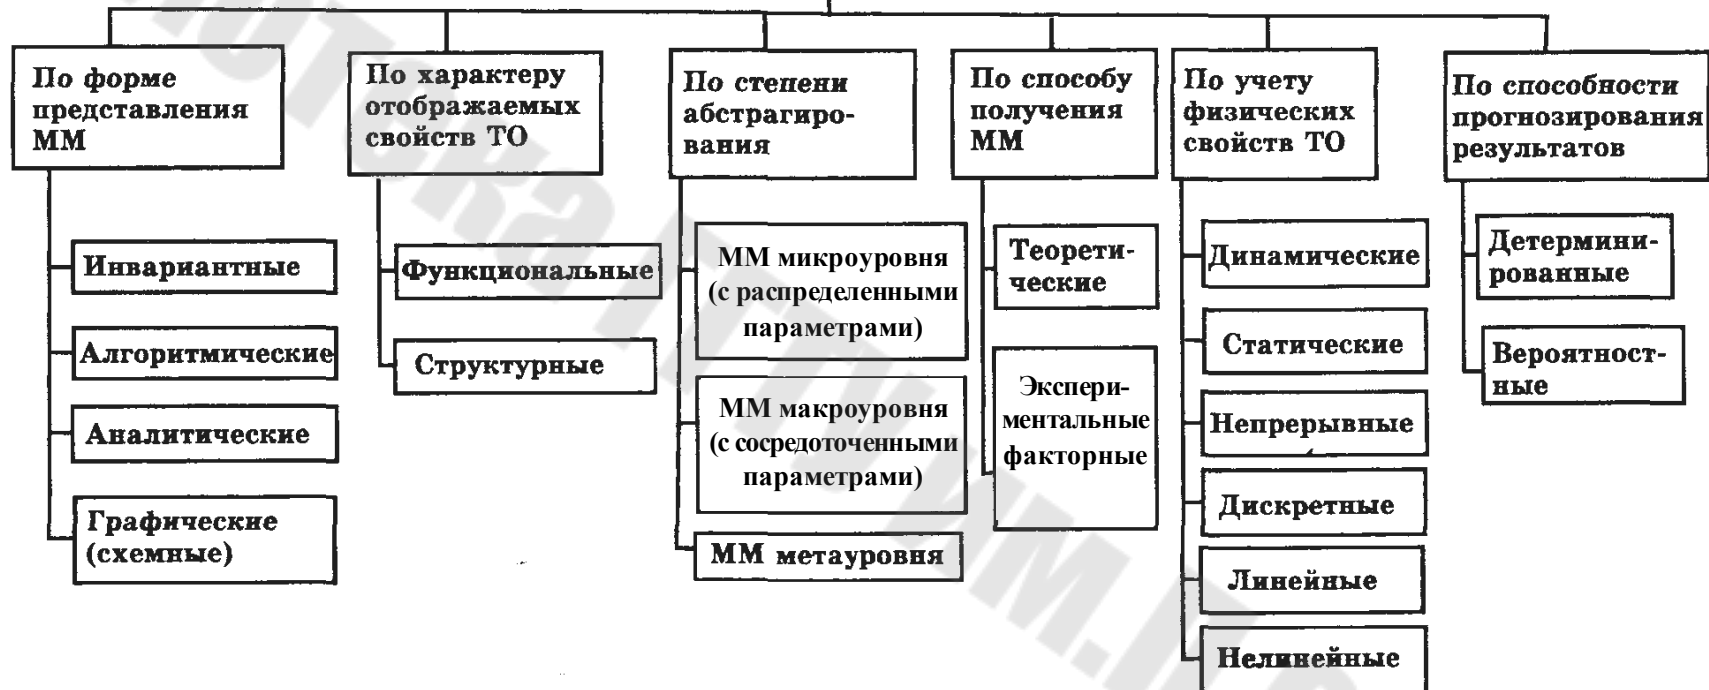 По форме
представления
ММ
Инвариантные
Алгоритмические
Аналитические
Графические
(схемные)
По характеру
отображаемых
свойств ТО
Функциональные
Структурные
По степени
абстрагиро-
вания
ММ микроуровня
(с распределенными
параметрами)
ММ макроуровня
(с сосредоточенными
параметрами)
ММ метауровня
По способу
получения
ММ
Теорети-
ческие
Экспери-
ментальные
факторные
По учету
физических
свойств ТО
Динамические
Статические
Непрерывные
Дискретные
Линейные
Нелинейные
По способности
прогнозирования
результатов
Детермини-
рованные
Вероятност-
ные